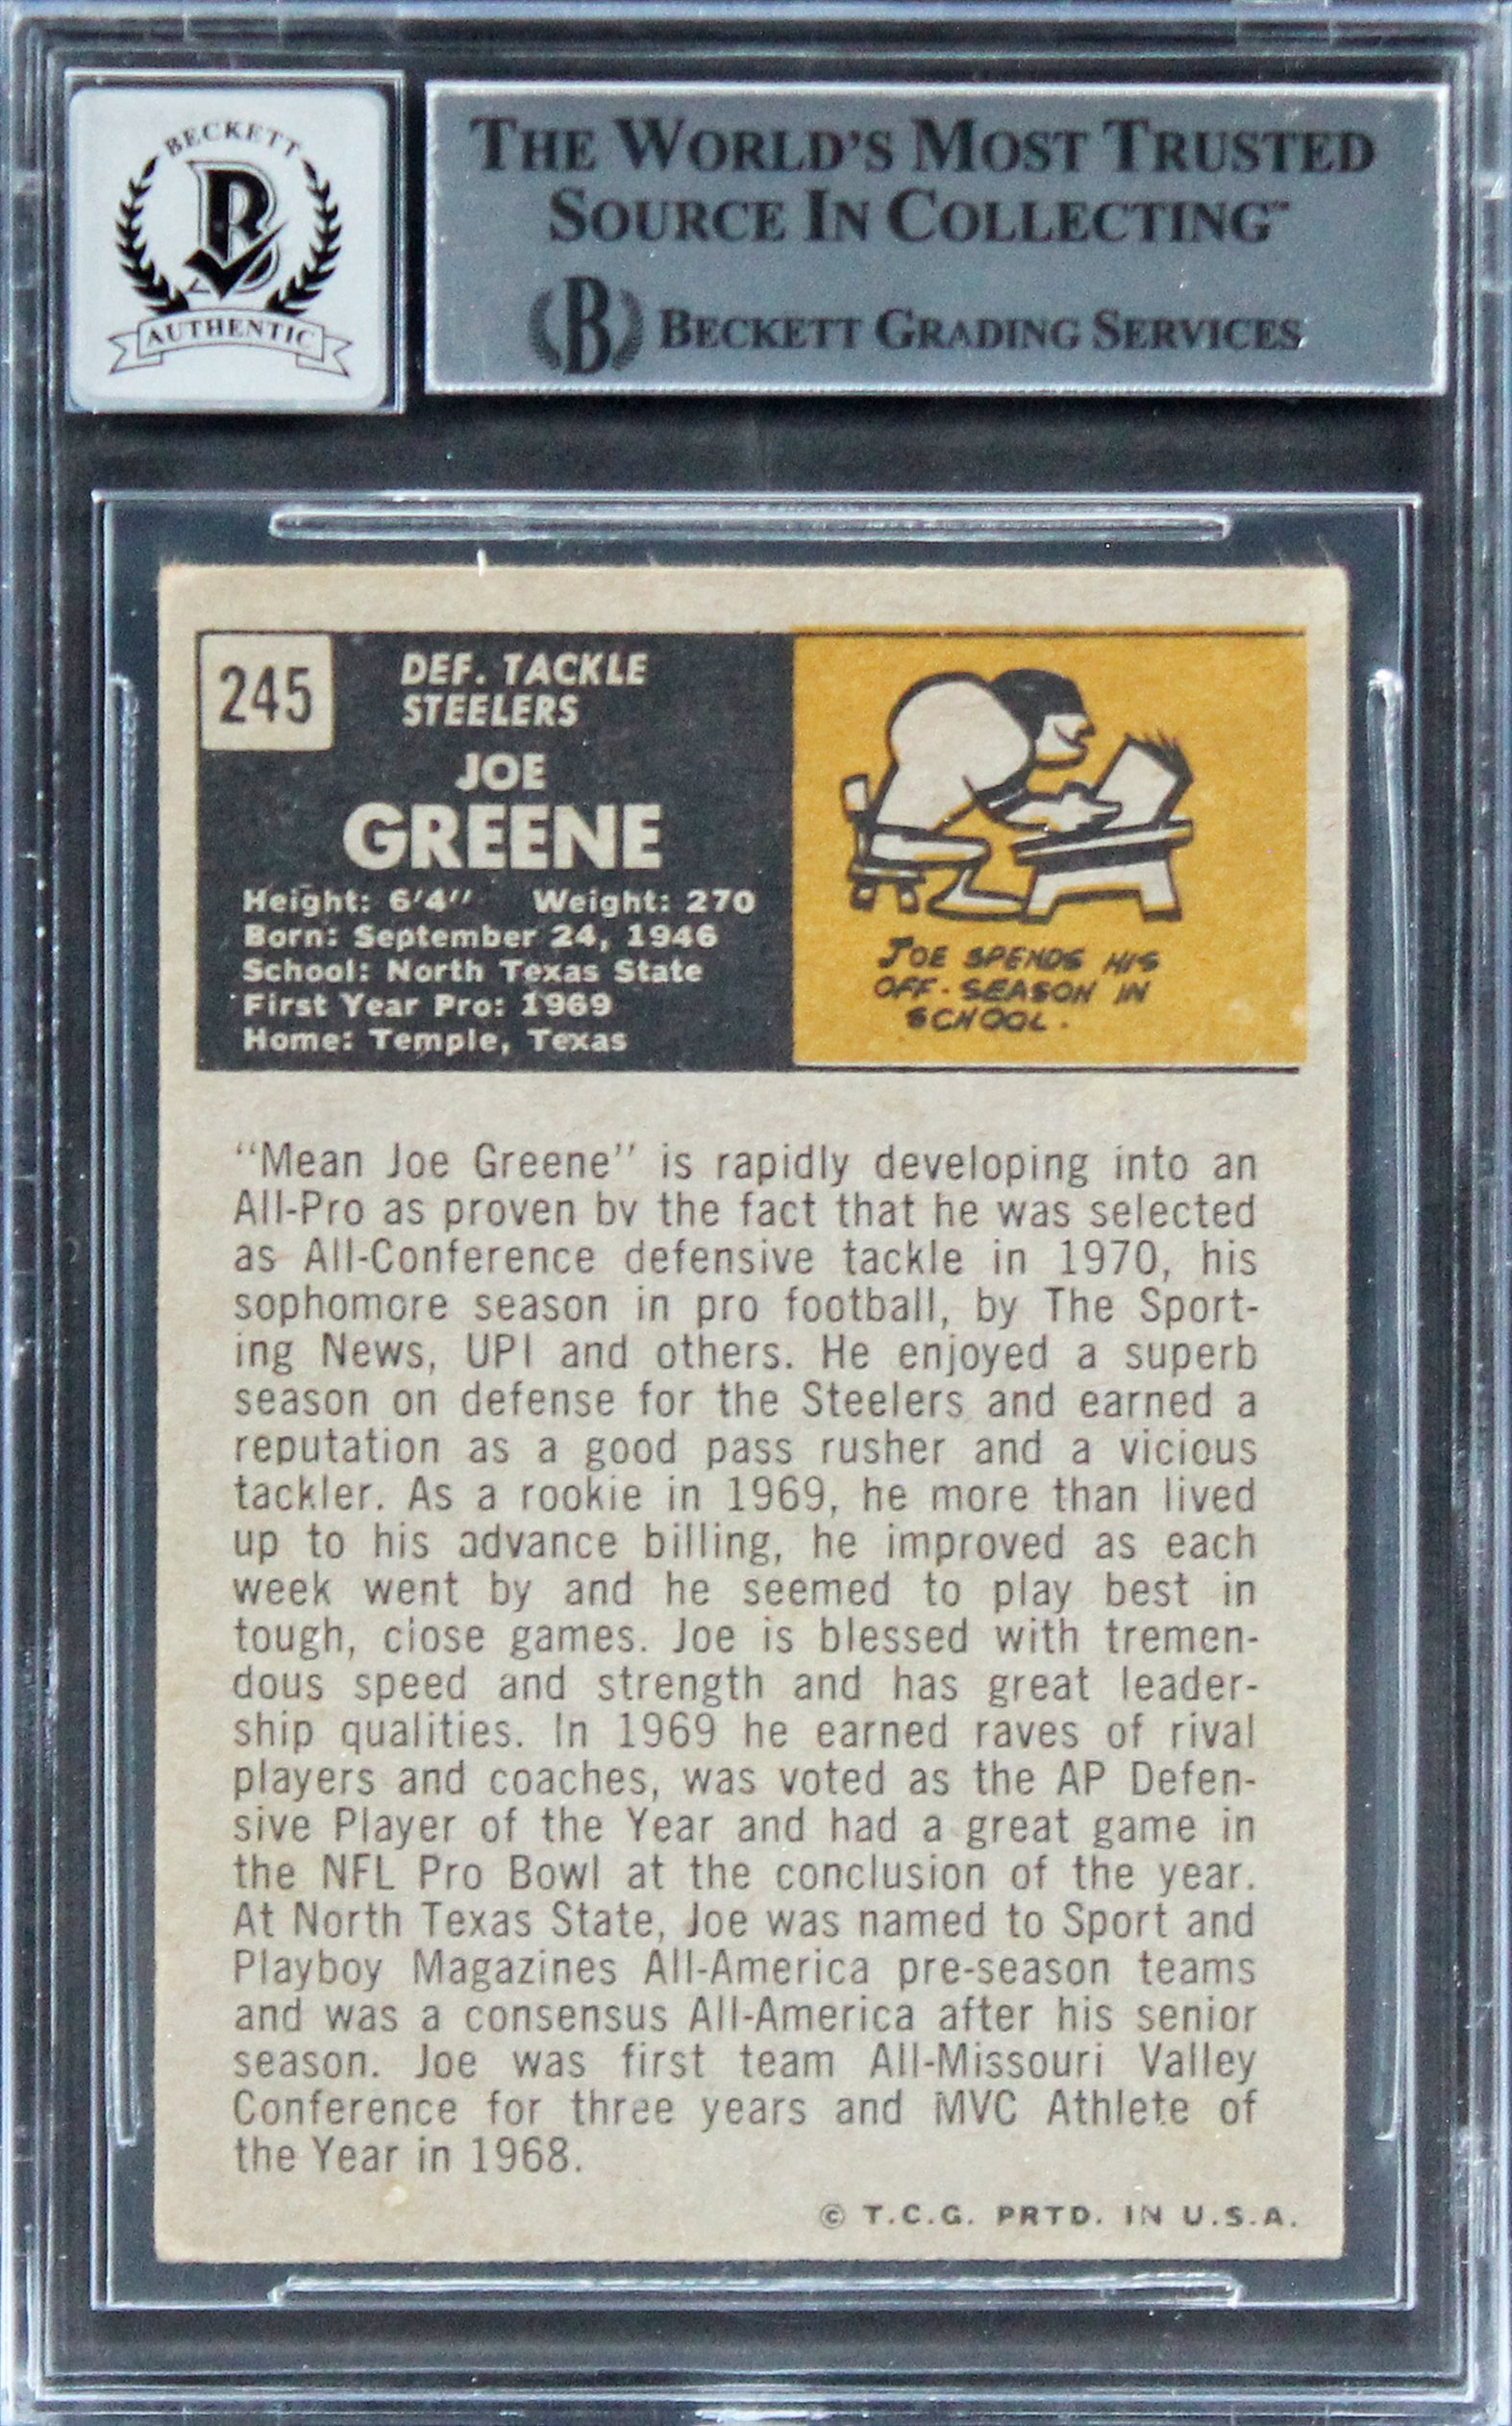 BECKETT
AUTHENTIC
THE WORLD'S MOST TRUSTED
SOURCE IN COLLECTING™
B BECKETT GRADING SERVICES
245
DEF. TACKLE
STEELERS
JOE
GREENE
Height: 6'4'' Weight: 270
Born: September 24, 1946
School: North Texas State
First Year Pro: 1969
Home: Temple, Texas
JOE SPENDS HIS
OFF-SEASON IN
SCHOOL.
“Mean Joe Greene” is rapidly developing into an
All-Pro as proven by the fact that he was selected
as All-Conference defensive tackle in 1970, his
sophomore season in pro football, by The Sport-
ing News, UPI and others. He enjoyed a superb
season on defense for the Steelers and earned a
reputation as a good pass rusher and a vicious
tackler. As a rookie in 1969, he more than lived
up to his advance billing, he improved as each
week went by and he seemed to play best in
tough, close games. Joe is blessed with tremen-
dous speed and strength and has great leader-
ship qualities. In 1969 he earned raves of rival
players and coaches, was voted as the AP Defen-
sive Player of the Year and had a great game in
the NFL Pro Bowl at the conclusion of the year.
At North Texas State, Joe was named to Sport and
Playboy Magazines All-America pre-season teams
and was a consensus All-America after his senior
season. Joe was first team All-Missouri Valley
Conference for three years and MVC Athlete of
the Year in 1968.
© T.C.G. PRTD. IN U.S.A.